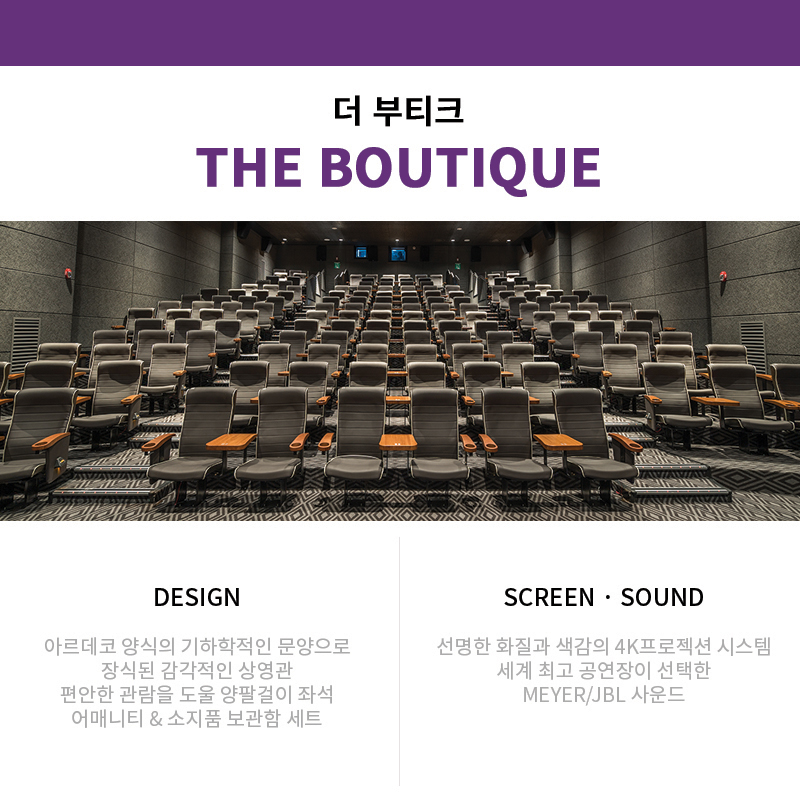 더 부티크
THE BOUTIQUE
DESIGN
아르데코 양식의 기하학적인 문양으로
장식된 감각적인 상영관
편안한 관람을 도울 양팔걸이 좌석
어매니티 & 소지품 보관함 세트
SCREEN · SOUND
선명한 화질과 색감의 4K프로젝션 시스템
세계 최고 공연장이 선택한
MEYER/JBL 사운드